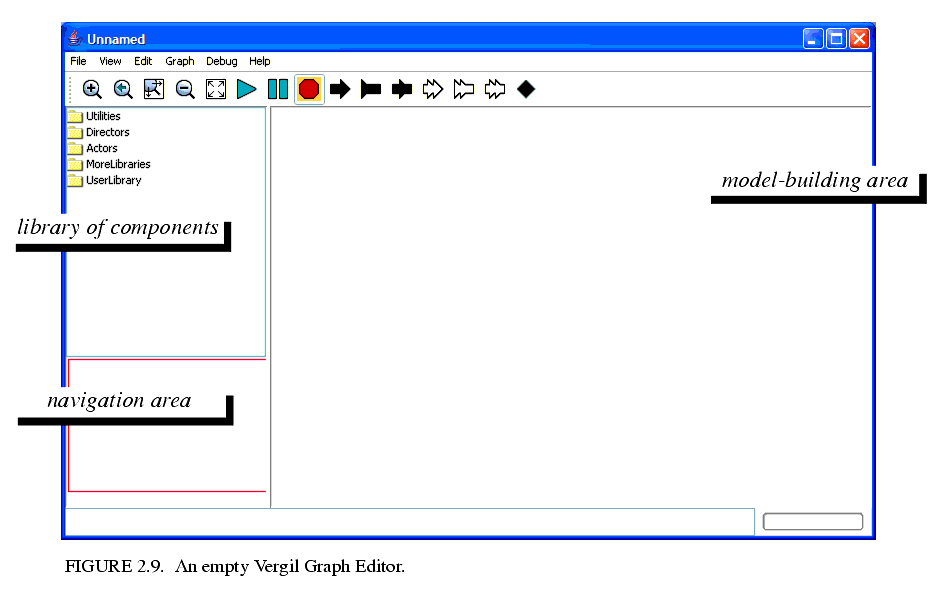 Unnamed
File View Edit Graph Debug Help
Utilities
Directors
Actors
MoreLibraries
UserLibrary
model-building area
library of components
navigation area
FIGURE 2.9. An empty Vergil Graph Editor.